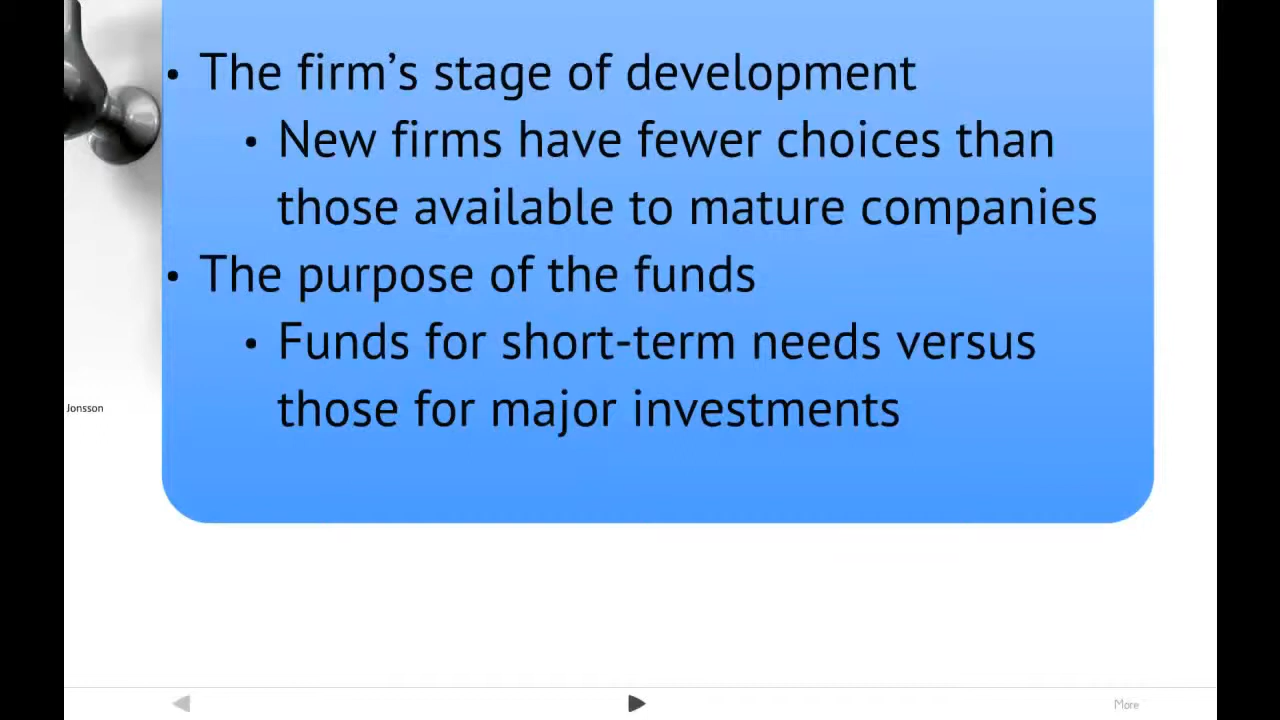 • The firm’s stage of development
• New firms have fewer choices than
those available to mature companies
• The purpose of the funds
• Funds for short-term needs versus
those for major investments
Jonsson
More